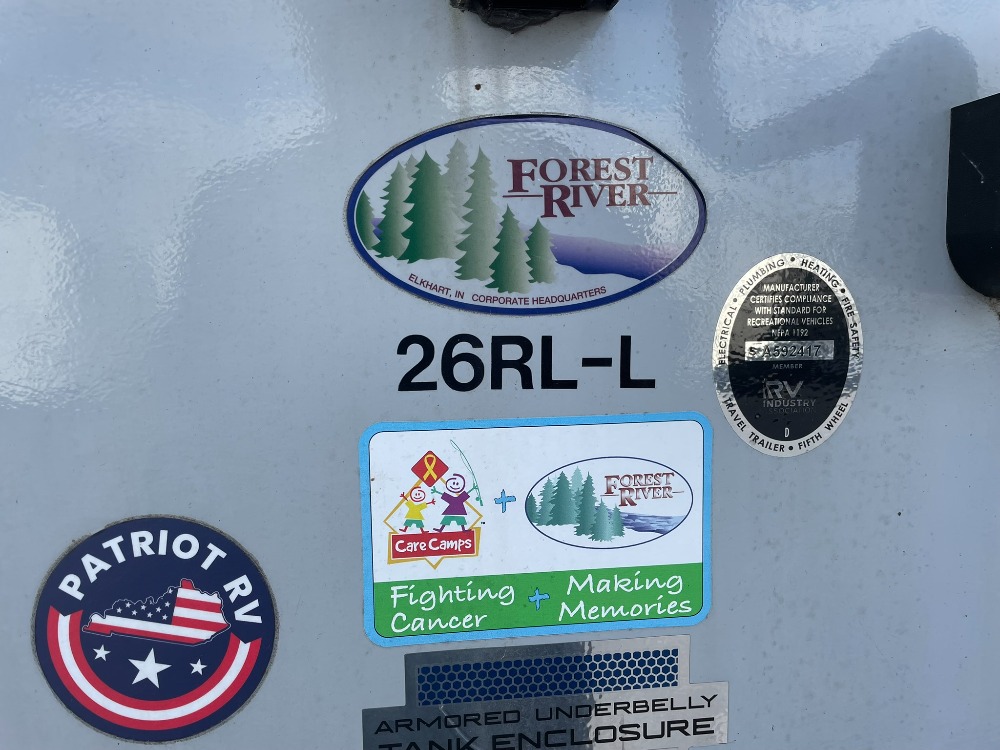 FOREST
RIVER
ELKHART, IN CORPORATE HEADQUARTERS
26RL-L
ELECTRICAL • PLUMBING • HEATING • FIRE SAFETY
MANUFACTURER
CERTIFIES COMPLIANCE
WITH STANDARD FOR
RECREATIONAL VEHICLES
NFPA 1192
A592417
MEMBER
RV
INDUSTRY
ASSOCIATION
D
TRAVEL TRAILER • FIFTH WHEEL
Care Camps
FOREST
RIVER
Fighting
Cancer
+
Making
Memories
PATRIOT RV
ARMORED UNDERBELLY
TANK ENCLOSURE